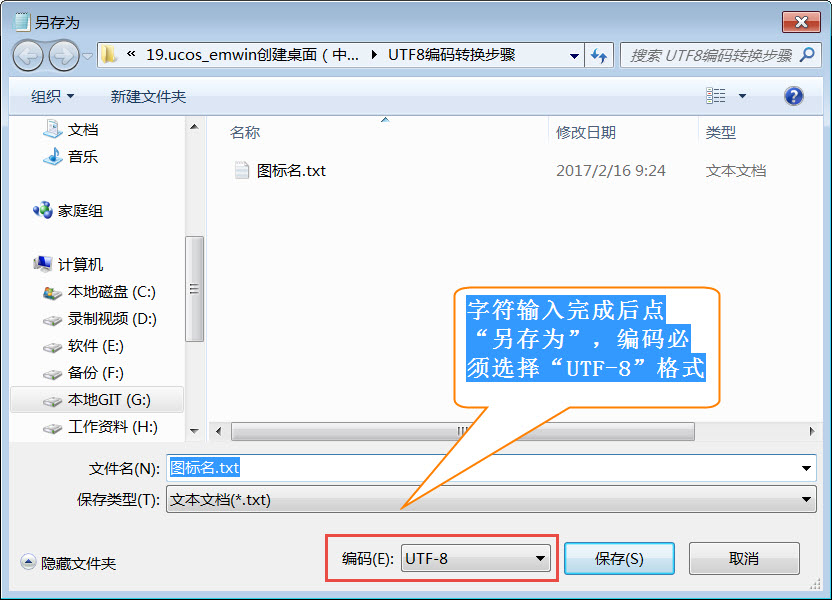 另存为
« 19.ucos_emwin创建桌面（中... ▸ UTF8编码转换步骤
搜索 UTF8编码转换步骤
组织
新建文件夹
名称 修改日期 类型
图标名.txt 2017/2/16 9:24 文本文档
文档
音乐
家庭组
计算机
本地磁盘 (C:)
录制视频 (D:)
软件 (E:)
备份 (F:)
本地GIT (G:)
工作资料 (H:)
字符输入完成后点
“另存为”，编码必
须选择“UTF-8”格式
文件名(N): 图标名.txt
保存类型(T): 文本文档(*.txt)
隐藏文件夹
编码(E): UTF-8
保存(S)
取消